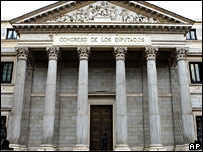 CONGRESO DE LOS DIPUTADOS
AP